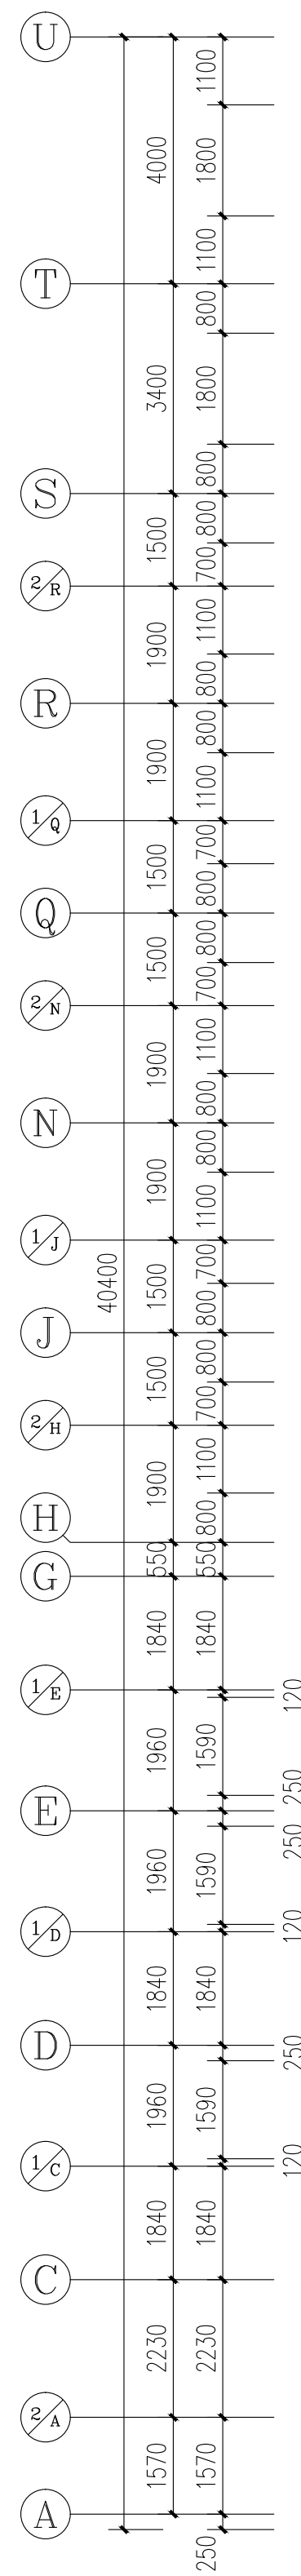 U
1100
4000
1800
1100
T
800
3400
1800
800
S
800
1500
700
2/R
1100
1900
800
R
800
1900
1100
1/Q
700
1500
800
Q
800
1500
700
2/N
1100
1900
800
N
800
1900
1100
1/J
700
40400
1500
800
J
800
1500
700
2/H
1100
1900
800
H
550
550
G
1840
1840
1/E
120
1960
1590
250
E
250
1960
1590
120
1/D
1840
1840
D
250
1960
1590
120
1/C
1840
1840
C
2230
2230
2/A
1570
1570
A
250